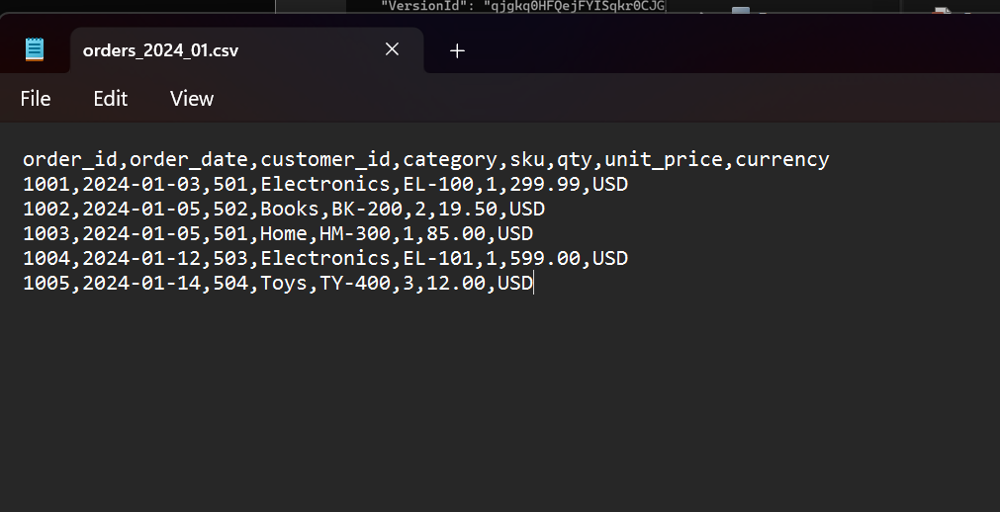 "VersionId": "qjgkq0HFQejFYISqkr0CJG
orders_2024_01.csv
File Edit View
order_id,order_date,customer_id,category,sku,qty,unit_price,currency
1001,2024-01-03,501,Electronics,EL-100,1,299.99,USD
1002,2024-01-05,502,Books,BK-200,2,19.50,USD
1003,2024-01-05,501,Home,HM-300,1,85.00,USD
1004,2024-01-12,503,Electronics,EL-101,1,599.00,USD
1005,2024-01-14,504,Toys,TY-400,3,12.00,USD